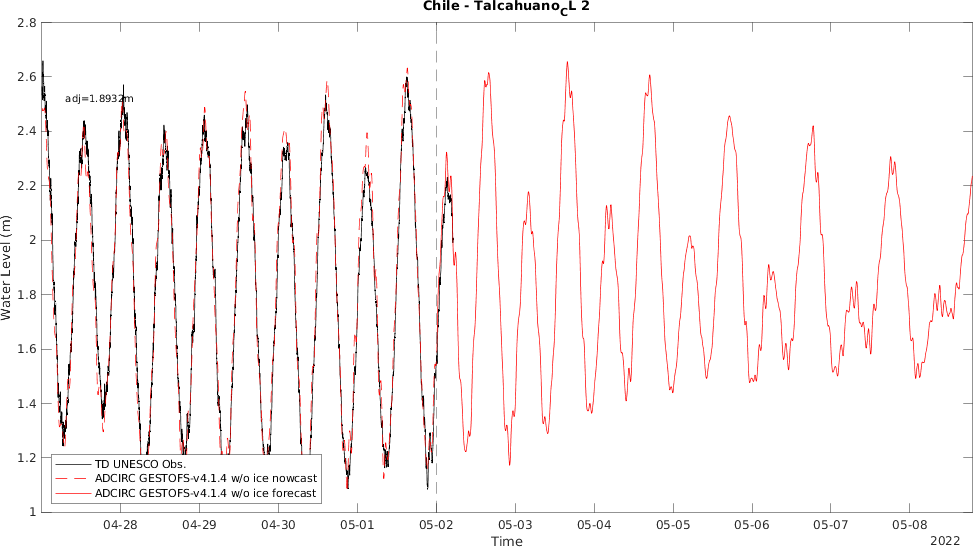 Chile - Talcahuano_CL 2
2.8
2.6
adj=1.8932m
2.4
2.2
2
1.8
1.6
1.4
1.2
1
Water Level (m)
TD UNESCO Obs.
ADCIRC GESTOFS-v4.1.4 w/o ice nowcast
ADCIRC GESTOFS-v4.1.4 w/o ice forecast
04-28 04-29 04-30 05-01 05-02 05-03 05-04 05-05 05-06 05-07 05-08
Time
2022